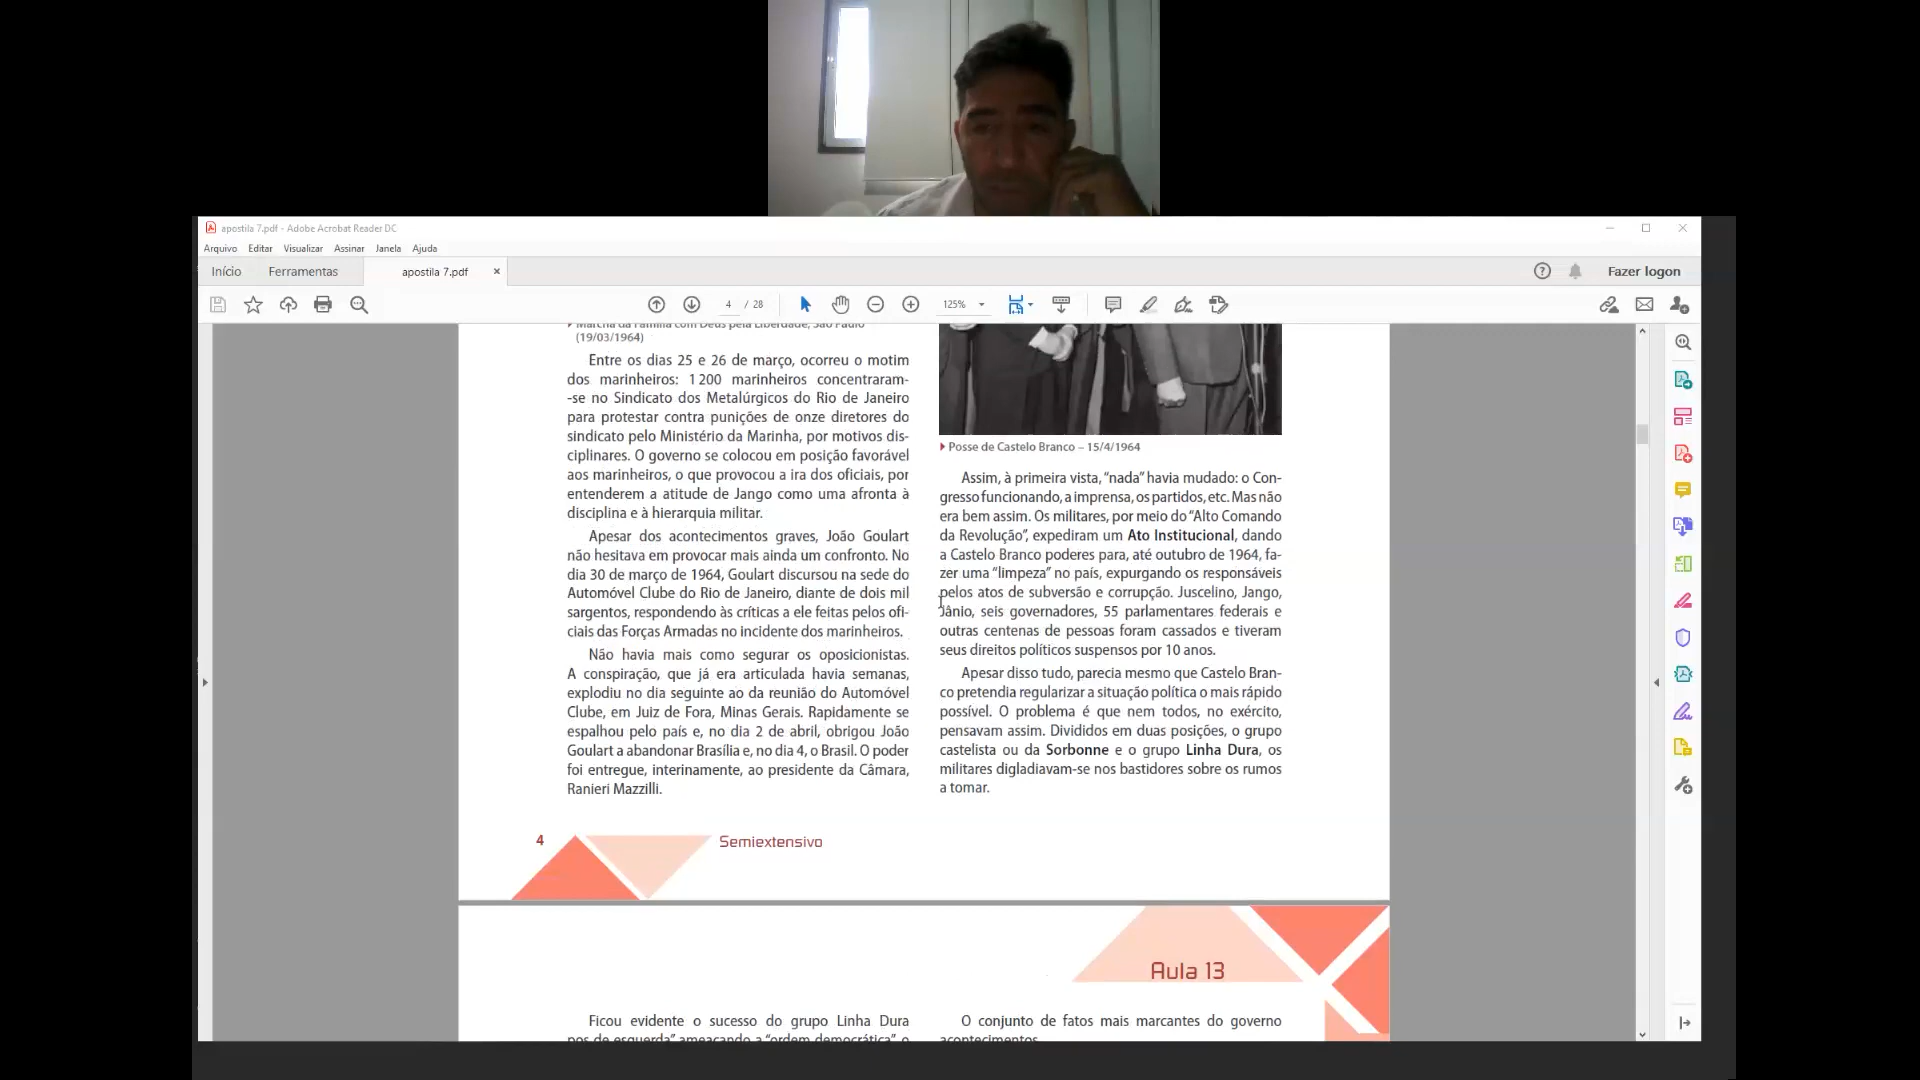 apostila 7.pdf - Adobe Acrobat Reader DC
Arquivo Editar Visualizar Assinar Janela Ajuda
Início Ferramentas apostila 7.pdf × Fazer logon
4 / 28 125%
Marcha da Família com Deus pela Liberdade, São Paulo
(19/03/1964)
Entre os dias 25 e 26 de março, ocorreu o motim
dos marinheiros: 1 200 marinheiros concentraram-
-se no Sindicato dos Metalúrgicos do Rio de Janeiro
para protestar contra punições de onze diretores do
sindicato pelo Ministério da Marinha, por motivos dis-
ciplinares. O governo se colocou em posição favorável
aos marinheiros, o que provocou a ira dos oficiais, por
entenderem a atitude de Jango como uma afronta à
disciplina e à hierarquia militar.
Apesar dos acontecimentos graves, João Goulart
não hesitava em provocar mais ainda um confronto. No
dia 30 de março de 1964, Goulart discursou na sede do
Automóvel Clube do Rio de Janeiro, diante de dois mil
sargentos, respondendo às críticas a ele feitas pelos ofi-
ciais das Forças Armadas no incidente dos marinheiros.
Não havia mais como segurar os oposicionistas.
A conspiração, que já era articulada havia semanas,
explodiu no dia seguinte ao da reunião do Automóvel
Clube, em Juiz de Fora, Minas Gerais. Rapidamente se
espalhou pelo país e, no dia 2 de abril, obrigou João
Goulart a abandonar Brasília e, no dia 4, o Brasil. O poder
foi entregue, interinamente, ao presidente da Câmara,
Ranieri Mazzilli.
Posse de Castelo Branco – 15/4/1964
Assim, à primeira vista, “nada” havia mudado: o Con-
gresso funcionando, a imprensa, os partidos, etc. Mas não
era bem assim. Os militares, por meio do “Alto Comando
da Revolução”, expediram um Ato Institucional, dando
a Castelo Branco poderes para, até outubro de 1964, fa-
zer uma “limpeza” no país, expurgando os responsáveis
pelos atos de subversão e corrupção. Juscelino, Jango,
Jânio, seis governadores, 55 parlamentares federais e
outras centenas de pessoas foram cassados e tiveram
seus direitos políticos suspensos por 10 anos.
Apesar disso tudo, parecia mesmo que Castelo Bran-
co pretendia regularizar a situação política o mais rápido
possível. O problema é que nem todos, no exército,
pensavam assim. Divididos em duas posições, o grupo
castelista ou da Sorbonne e o grupo Linha Dura, os
militares digladiavam-se nos bastidores sobre os rumos
a tomar.
4 Semiextensivo
Aula 13
Ficou evidente o sucesso do grupo Linha Dura
pos de esquerda” ameaçando a “ordem democrática”, o
O conjunto de fatos mais marcantes do governo
acontecimentos